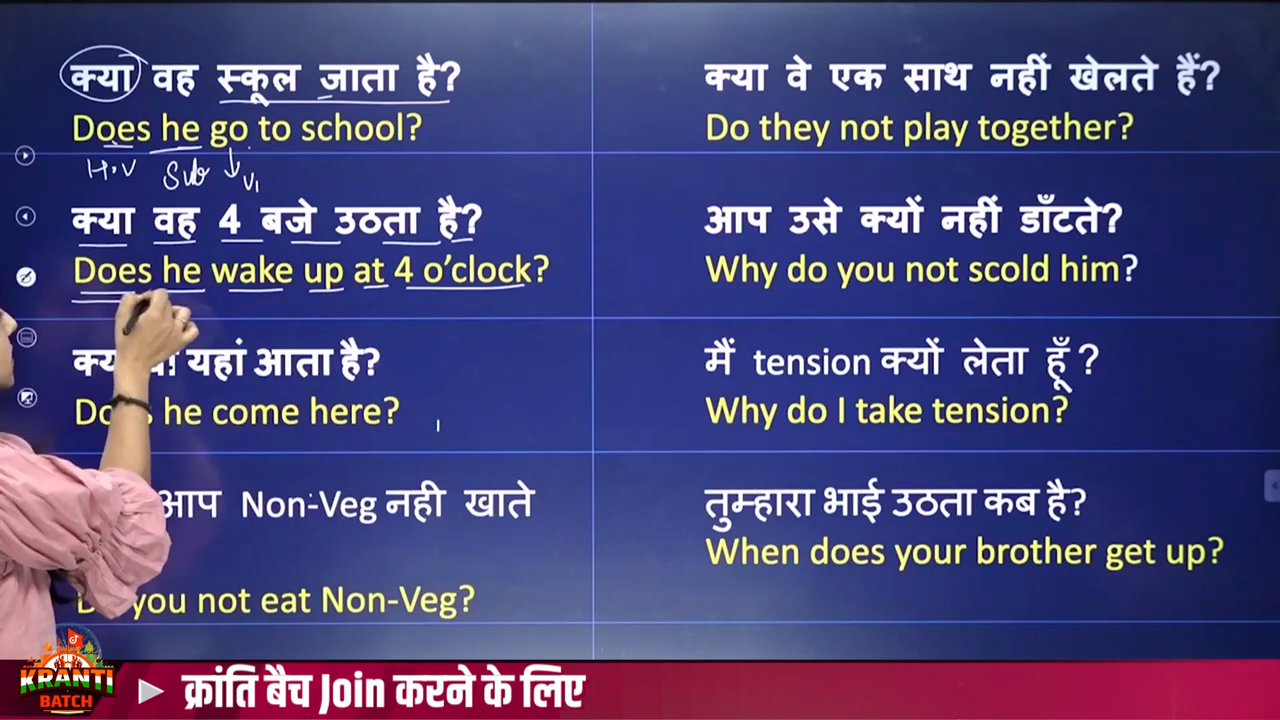 क्या वह स्कूल जाता है?
Does he go to school?
H.V Sub V1
क्या वह 4 बजे उठता है?
Does he wake up at 4 o'clock?
यहां आता है?
he come here?
आप Non-Veg नही खाते
you not eat Non-Veg?
क्या वे एक साथ नहीं खेलते हैं?
Do they not play together?
आप उसे क्यों नहीं डाँटते?
Why do you not scold him?
मैं tension क्यों लेता हूँ ?
Why do I take tension?
तुम्हारा भाई उठता कब है?
When does your brother get up?
KRANTI
BATCH
क्रांति बैच Join करने के लिए